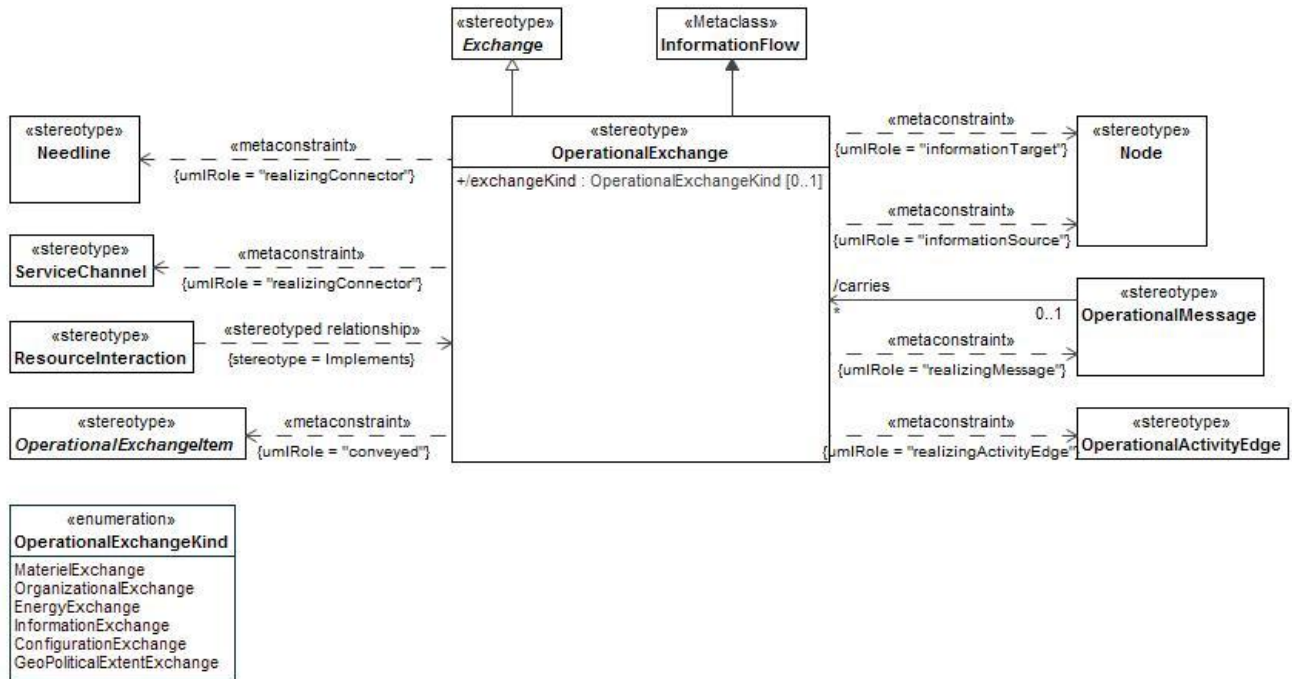 «stereotype»
Exchange
«Metaclass»
InformationFlow
«stereotype»
Needline
«metaconstraint»
{umlRole = "realizingConnector"}
«stereotype»
OperationalExchange
+/exchangeKind : OperationalExchangeKind [0..1]
«metaconstraint»
{umlRole = "informationTarget"}
«stereotype»
Node
«metaconstraint»
{umlRole = "informationSource"}
«stereotype»
ServiceChannel
«metaconstraint»
{umlRole = "realizingConnector"}
/carries
*
0..1
«stereotype»
OperationalMessage
«stereotype»
ResourceInteraction
«stereotyped relationship»
{stereotype = Implements}
«metaconstraint»
{umlRole = "realizingMessage"}
«stereotype»
OperationalExchangeItem
«metaconstraint»
{umlRole = "conveyed"}
«metaconstraint»
{umlRole = "realizingActivityEdge"}
«stereotype»
OperationalActivityEdge
«enumeration»
OperationalExchangeKind
MaterielExchange
OrganizationalExchange
EnergyExchange
InformationExchange
ConfigurationExchange
GeoPoliticalExtentExchange